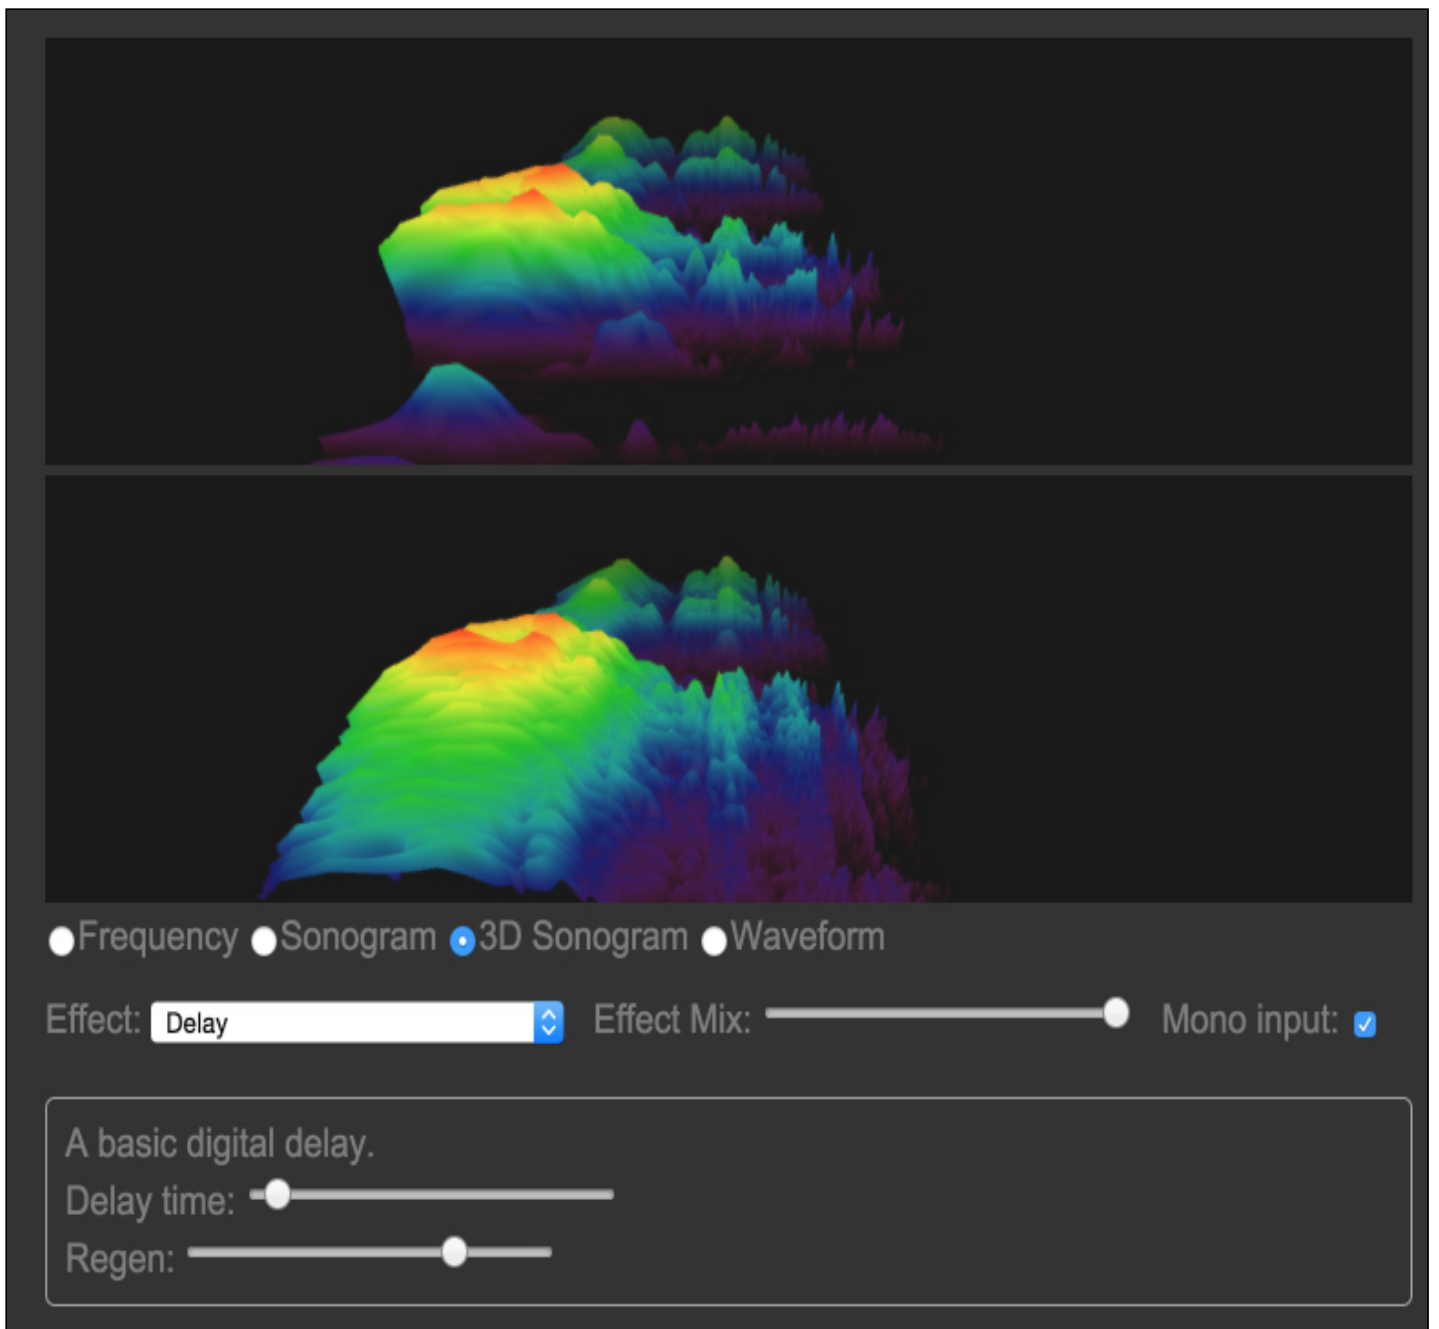 Frequency Sonogram 3D Sonogram Waveform
Effect: Delay Effect Mix: Mono input:
A basic digital delay.
Delay time:
Regen: